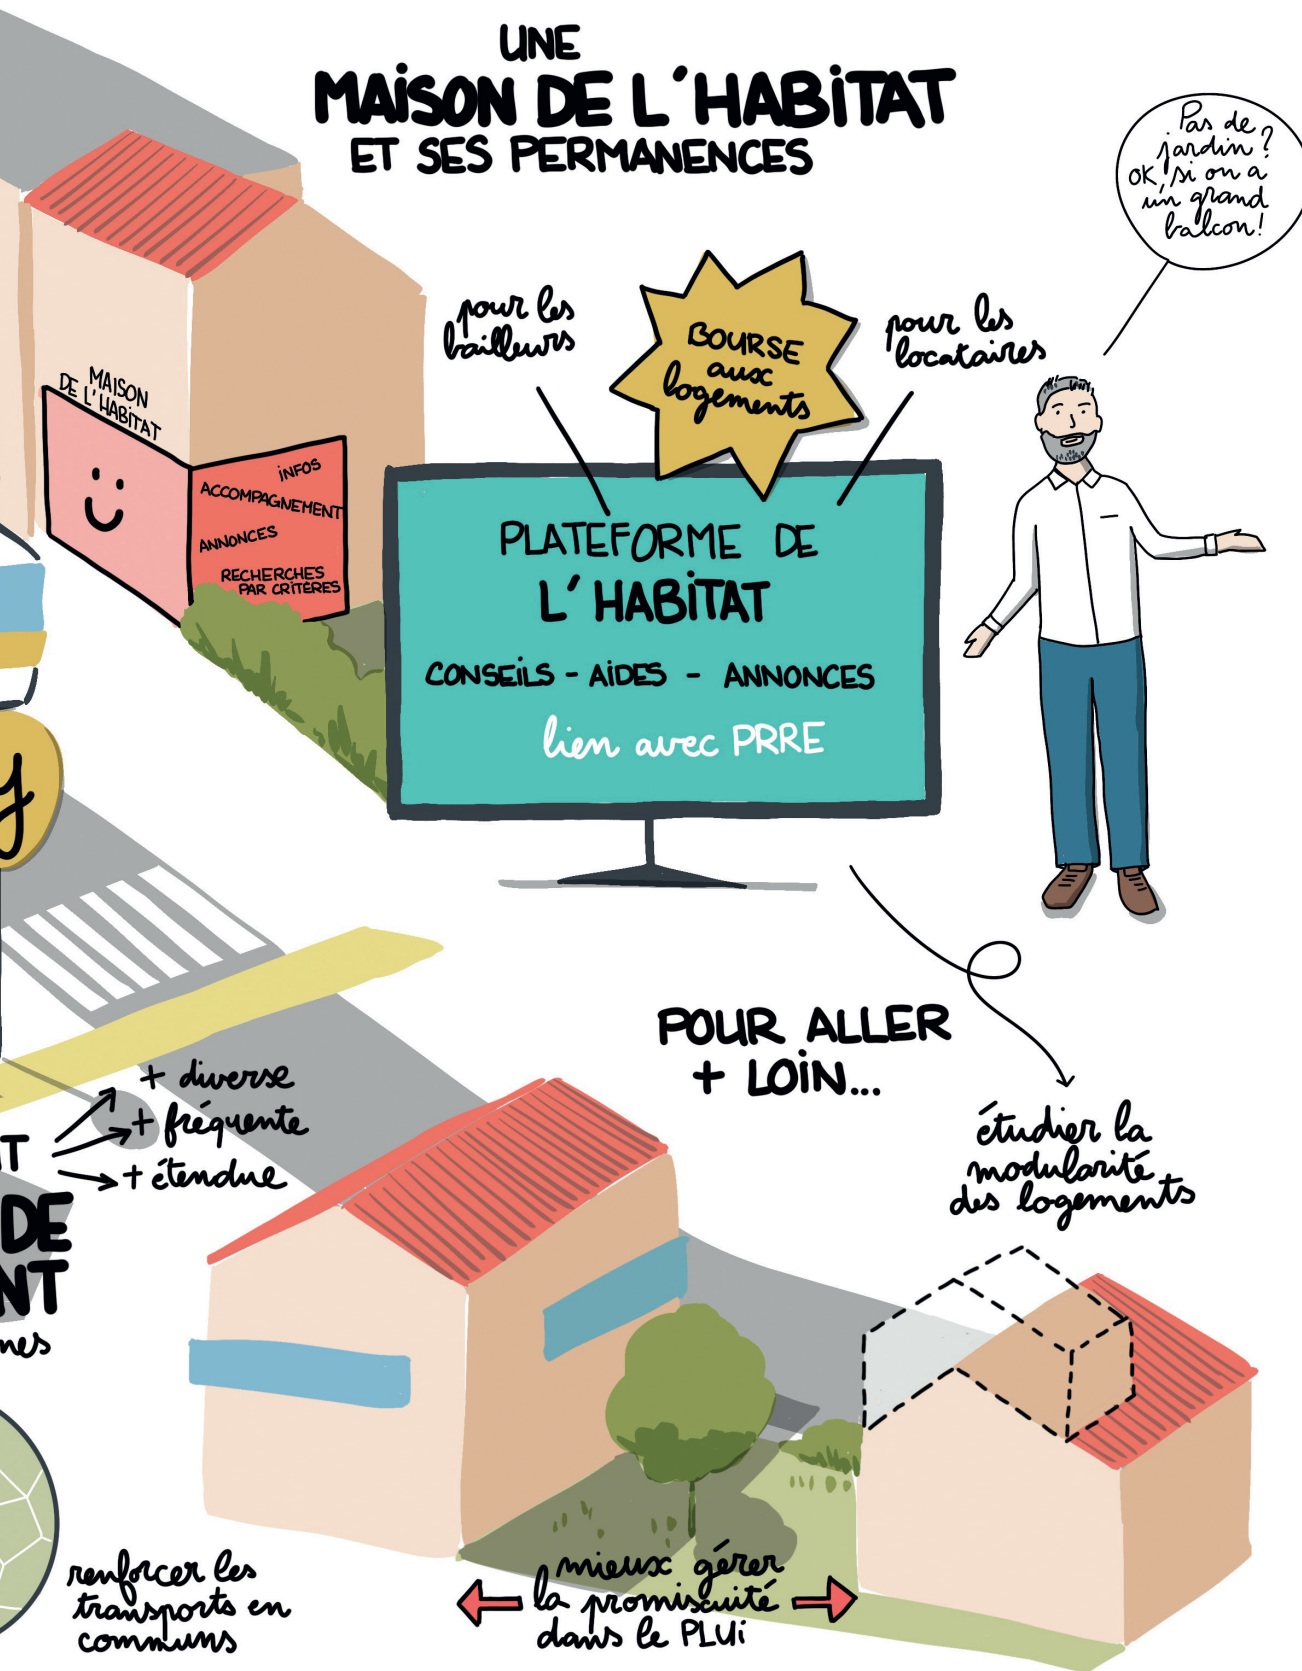 UNE
MAISON DE L'HABITAT
ET SES PERMANENCES
Pas de
jardin ?
OK, si on a
un grand
balcon !
pour les
bailleurs
BOURSE
aux
logements
pour les
locataires
MAISON
DE L'HABITAT
INFOS
ACCOMPAGNEMENT
ANNONCES
RECHERCHES
PAR CRITÈRES
PLATEFORME DE
L'HABITAT
CONSEILS - AIDES - ANNONCES
lien avec PRRE
y
POUR ALLER
+ LOIN...
étudier la
modularité
des logements
+ diverse
+ fréquente
+ étendue
T
DE
NT
nes
renforcer les
transports en
communs
mieux gérer
la promiscuité
dans le PLUi